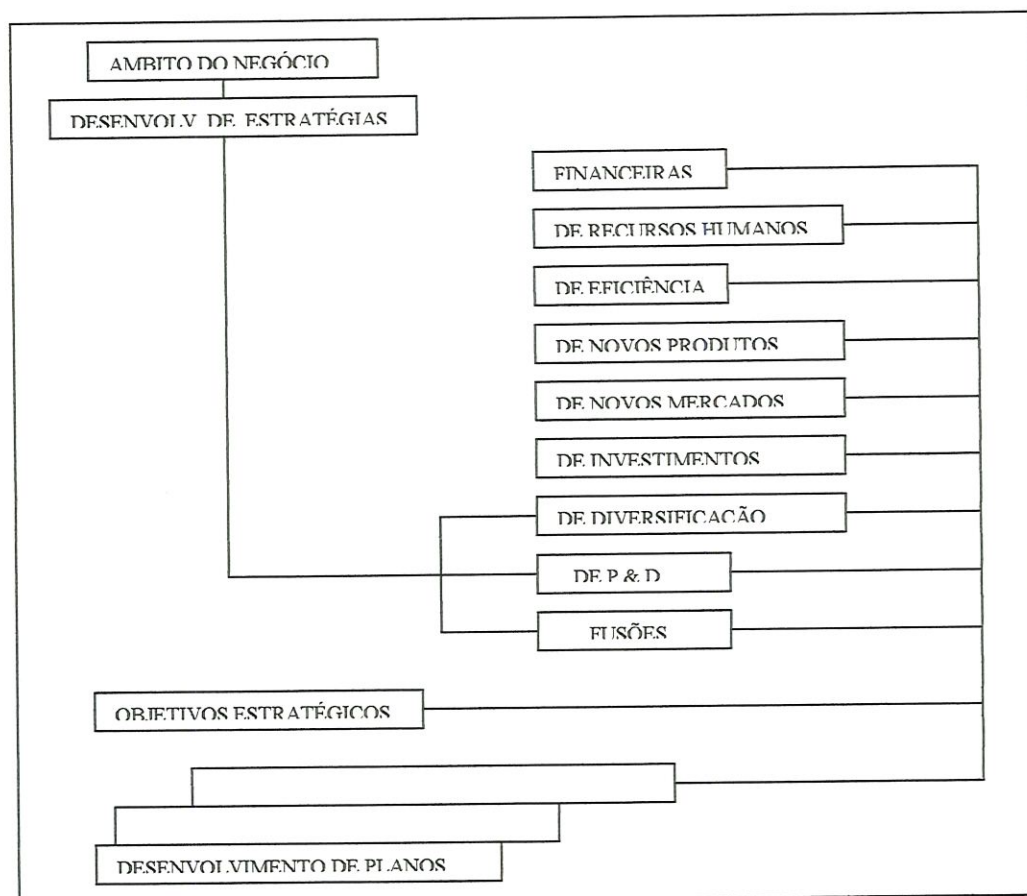 AMBITO DO NEGÓCIO
DESENVOLV. DE ESTRATÉGIAS
FINANCEIRAS
DE RECURSOS HUMANOS
DE EFICIÊNCIA
DE NOVOS PRODUTOS
DE NOVOS MERCADOS
DE INVESTIMENTOS
DE DIVERSIFICAÇÃO
DE P & D
FUSÕES
OBJETIVOS ESTRATÉGICOS
DESENVOLVIMENTO DE PLANOS